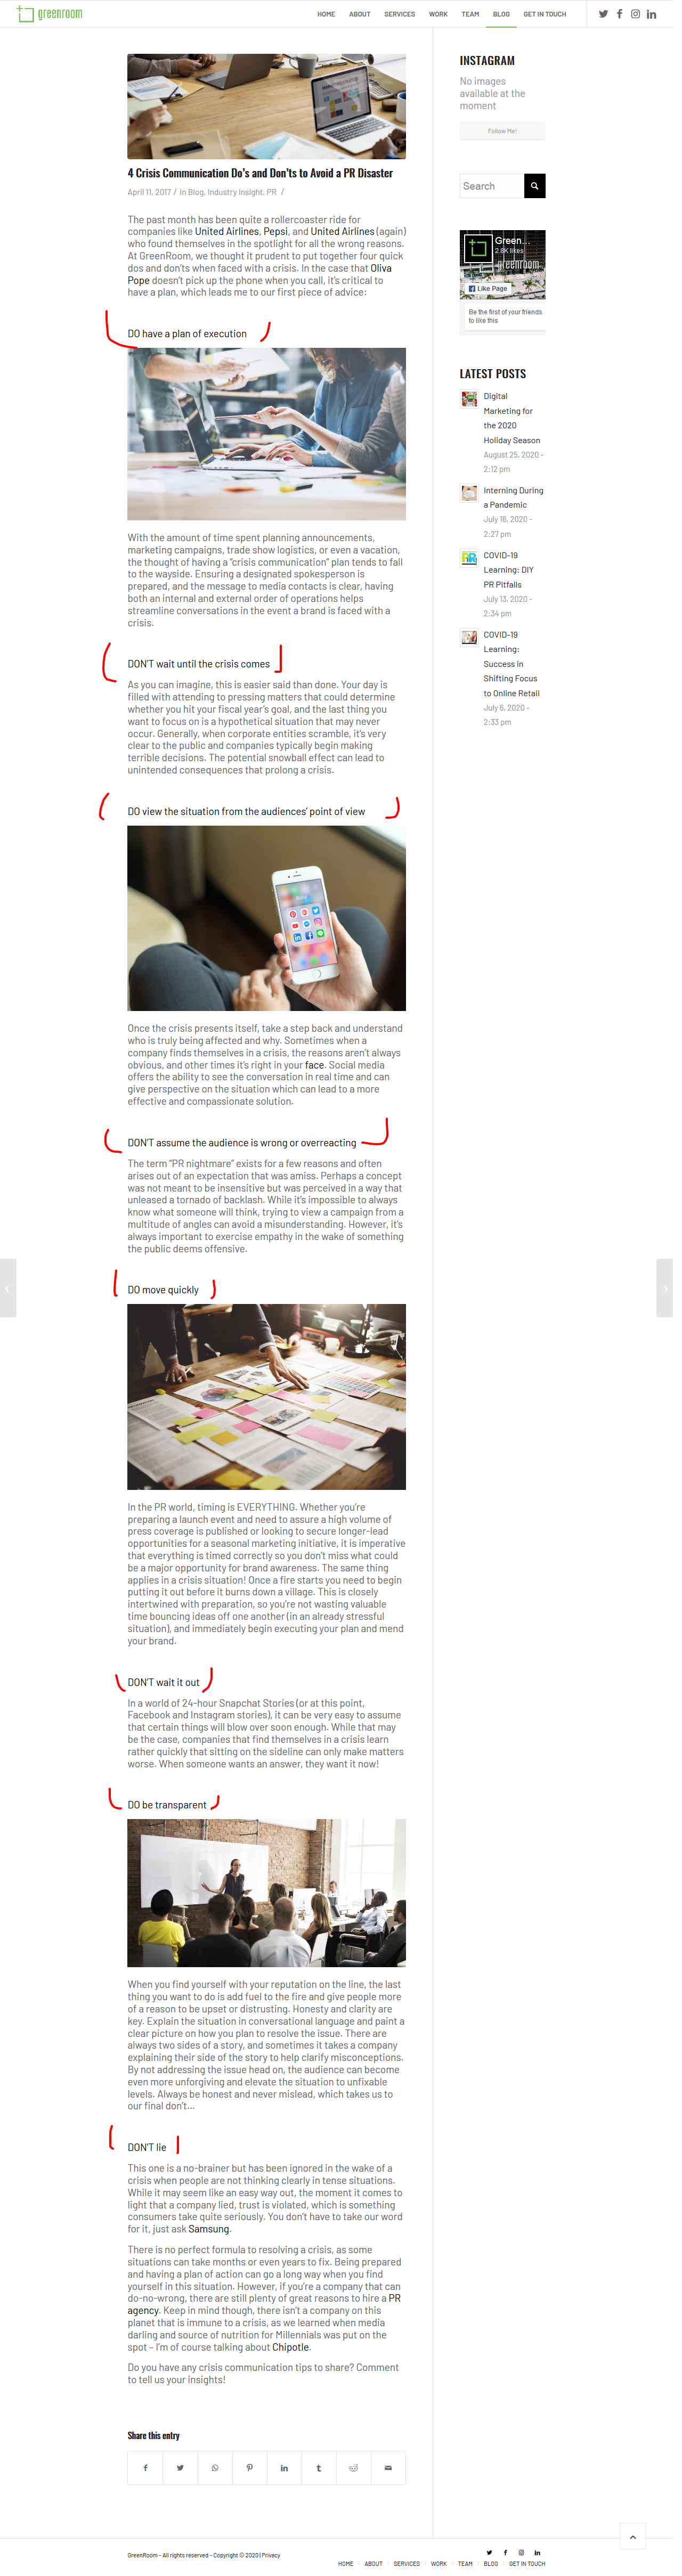 greenroom
HOME ABOUT SERVICES WORK TEAM BLOG GET IN TOUCH
4 Crisis Communication Do's and Don'ts to Avoid a PR Disaster
April 11, 2017 / in Blog, Industry Insight, PR /
The past month has been quite a rollercoaster ride for
companies like United Airlines, Pepsi, and United Airlines (again)
who found themselves in the spotlight for all the wrong reasons.
At GreenRoom, we thought it prudent to put together four quick
dos and don'ts when faced with a crisis. In the case that Oliva
Pope doesn't pick up the phone when you call, it's critical to
have a plan, which leads me to our first piece of advice:
DO have a plan of execution
With the amount of time spent planning announcements,
marketing campaigns, trade show logistics, or even a vacation,
the thought of having a “crisis communication” plan tends to fall
to the wayside. Ensuring a designated spokesperson is
prepared, and the message to media contacts is clear, having
both an internal and external order of operations helps
streamline conversations in the event a brand is faced with a
crisis.
DON'T wait until the crisis comes
As you can imagine, this is easier said than done. Your day is
filled with attending to pressing matters that could determine
whether you hit your fiscal year's goal, and the last thing you
want to focus on is a hypothetical situation that may never
occur. Generally, when corporate entities scramble, it's very
clear to the public and companies typically begin making
terrible decisions. The potential snowball effect can lead to
unintended consequences that prolong a crisis.
DO view the situation from the audiences' point of view
Once the crisis presents itself, take a step back and understand
who is truly being affected and why. Sometimes when a
company finds themselves in a crisis, the reasons aren't always
obvious, and other times it's right in your face. Social media
offers the ability to see the conversation in real time and can
give perspective on the situation which can lead to a more
effective and compassionate solution.
DON'T assume the audience is wrong or overreacting
The term “PR nightmare” exists for a few reasons and often
arises out of an expectation that was amiss. Perhaps a concept
was not meant to be insensitive but was perceived in a way that
unleased a tornado of backlash. While it's impossible to always
know what someone will think, trying to view a campaign from a
multitude of angles can avoid a misunderstanding. However, it's
always important to exercise empathy in the wake of something
the public deems offensive.
DO move quickly
In the PR world, timing is EVERYTHING. Whether you're
preparing a launch event and need to assure a high volume of
press coverage is published or looking to secure longer-lead
opportunities for a seasonal marketing initiative, it is imperative
that everything is timed correctly so you don't miss what could
be a major opportunity for brand awareness. The same thing
applies in a crisis situation! Once a fire starts you need to begin
putting it out before it burns down a village. This is closely
intertwined with preparation, so you're not wasting valuable
time bouncing ideas off one another (in an already stressful
situation), and immediately begin executing your plan and mend
your brand.
DON'T wait it out
In a world of 24-hour Snapchat Stories (or at this point,
Facebook and Instagram stories), it can be very easy to assume
that certain things will blow over soon enough. While that may
be the case, companies that find themselves in a crisis learn
rather quickly that sitting on the sideline can only make matters
worse. When someone wants an answer, they want it now!
DO be transparent
When you find yourself with your reputation on the line, the last
thing you want to do is add fuel to the fire and give people more
of a reason to be upset or distrusting. Honesty and clarity are
key. Explain the situation in conversational language and paint a
clear picture on how you plan to resolve the issue. There are
always two sides of a story, and sometimes it takes a company
explaining their side of the story to help clarify misconceptions.
By not addressing the issue head on, the audience can become
even more unforgiving and elevate the situation to unfixable
levels. Always be honest and never mislead, which takes us to
our final don't…
DON'T lie
This one is a no-brainer but has been ignored in the wake of a
crisis when people are not thinking clearly in tense situations.
While it may seem like an easy way out, the moment it comes to
light that a company lied, trust is violated, which is something
consumers take quite seriously. You don't have to take our word
for it, just ask Samsung.
There is no perfect formula to resolving a crisis, as some
situations can take months or even years to fix. Being prepared
and having a plan of action can go a long way when you find
yourself in this situation. However, if you're a company that can
do-no-wrong, there are still plenty of great reasons to hire a PR
agency. Keep in mind though, there isn't a company on this
planet that is immune to a crisis, as we learned when media
darling and source of nutrition for Millennials was put on the
spot – I'm of course talking about Chipotle.
Do you have any crisis communication tips to share? Comment
to tell us your insights!
Share this entry
INSTAGRAM
No images
available at the
moment
Follow Me!
Search
Green...
2.8K likes
greenroom
Like Page
Be the first of your friends
to like this
LATEST POSTS
Digital
Marketing for
the 2020
Holiday Season
August 25, 2020 -
2:12 pm
Interning During
a Pandemic
July 16, 2020 -
2:27 pm
COVID-19
Learning: DIY
PR Pitfalls
July 13, 2020 -
2:34 pm
COVID-19
Learning:
Success in
Shifting Focus
to Online Retail
July 6, 2020 -
2:33 pm
GreenRoom - All rights reserved - Copyright © 2020 | Privacy
HOME ABOUT SERVICES WORK TEAM BLOG GET IN TOUCH